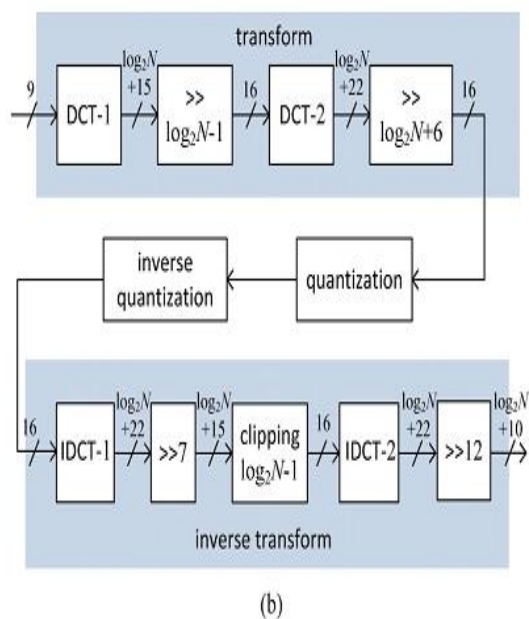 transform
9
DCT-1
log₂N
+15
>>
log₂N-1
16
DCT-2
log₂N
+22
>>
log₂N+6
16
inverse
quantization
quantization
16
IDCT-1
log₂N
+22
>>7
log₂N
+15
clipping
log₂N-1
16
IDCT-2
log₂N
+22
>>12
log₂N
+10
inverse transform
(b)